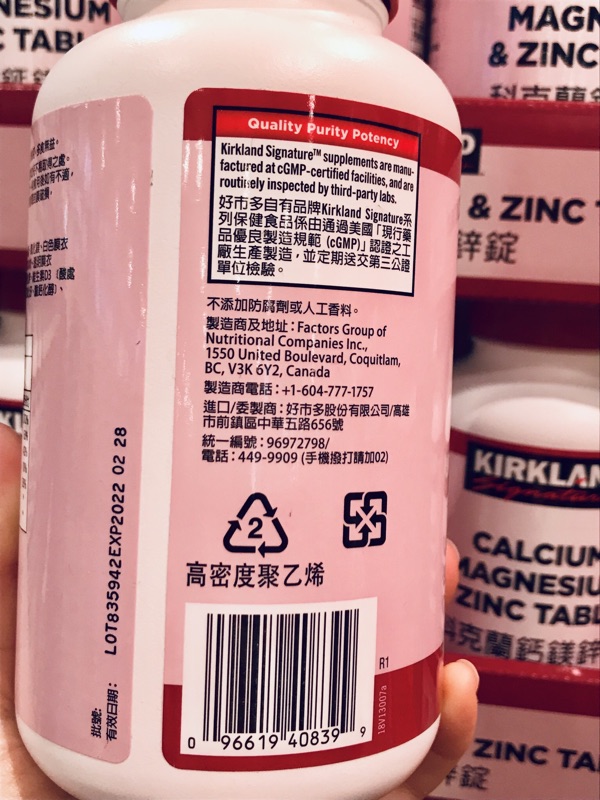 Quality Purity Potency
Kirkland Signature™ supplements are manu-
factured at cGMP-certified facilities, and are
routinely inspected by third-party labs.
好市多自有品牌Kirkland Signature系
列保健食品係由通過美國「現行藥
品優良製造規範 (cGMP)」認證之工
廠生產製造，並定期送交第三公證
單位檢驗。
不添加防腐劑或人工香料。
製造商及地址：Factors Group of
Nutritional Companies Inc.,
1550 United Boulevard, Coquitlam,
BC, V3K 6Y2, Canada
製造商電話：+1-604-777-1757
進口/委製商：好市多股份有限公司/高雄
市前鎮區中華五路656號
統一編號：96972798/
電話：449-9909 (手機撥打請加02)
2
高密度聚乙烯
0 96619 40839 9
R1
18V13007a
批號:
有效日期: LOT835942EXP2022 02 28
MAGN
& ZINC
科克蘭
& ZINC
鋅錠
KIRKLAN
Signature
CALCIUM
MAGNESIU
ZINC TABL
科克蘭鈣鎂鋅
ZINC TA
鋅錠
NESIUM
C TABL